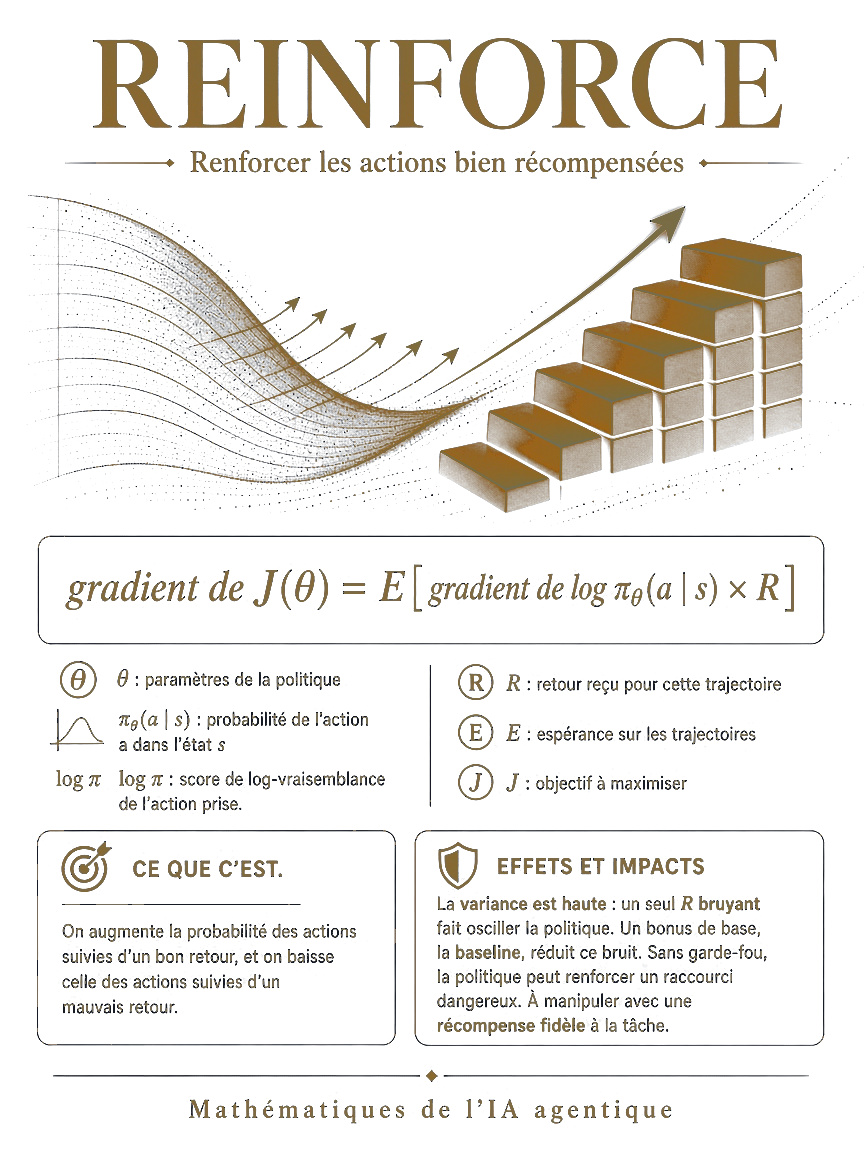 REINFORCE
Renforcer les actions bien récompensées
gradient de J(θ) = E[gradient de log π_θ(a | s) × R]
θ θ : paramètres de la politique
π_θ(a | s) : probabilité de l'action
a dans l'état s
log π log π : score de log-vraisemblance
de l'action prise.
R R : retour reçu pour cette trajectoire
E E : espérance sur les trajectoires
J J : objectif à maximiser
CE QUE C'EST.
On augmente la probabilité des actions
suivies d'un bon retour, et on baisse
celle des actions suivies d'un
mauvais retour.
EFFETS ET IMPACTS
La variance est haute : un seul R bruyant
fait osciller la politique. Un bonus de base,
la baseline, réduit ce bruit. Sans garde-fou,
la politique peut renforcer un raccourci
dangereux. À manipuler avec une
récompense fidèle à la tâche.
Mathématiques de l'IA agentique